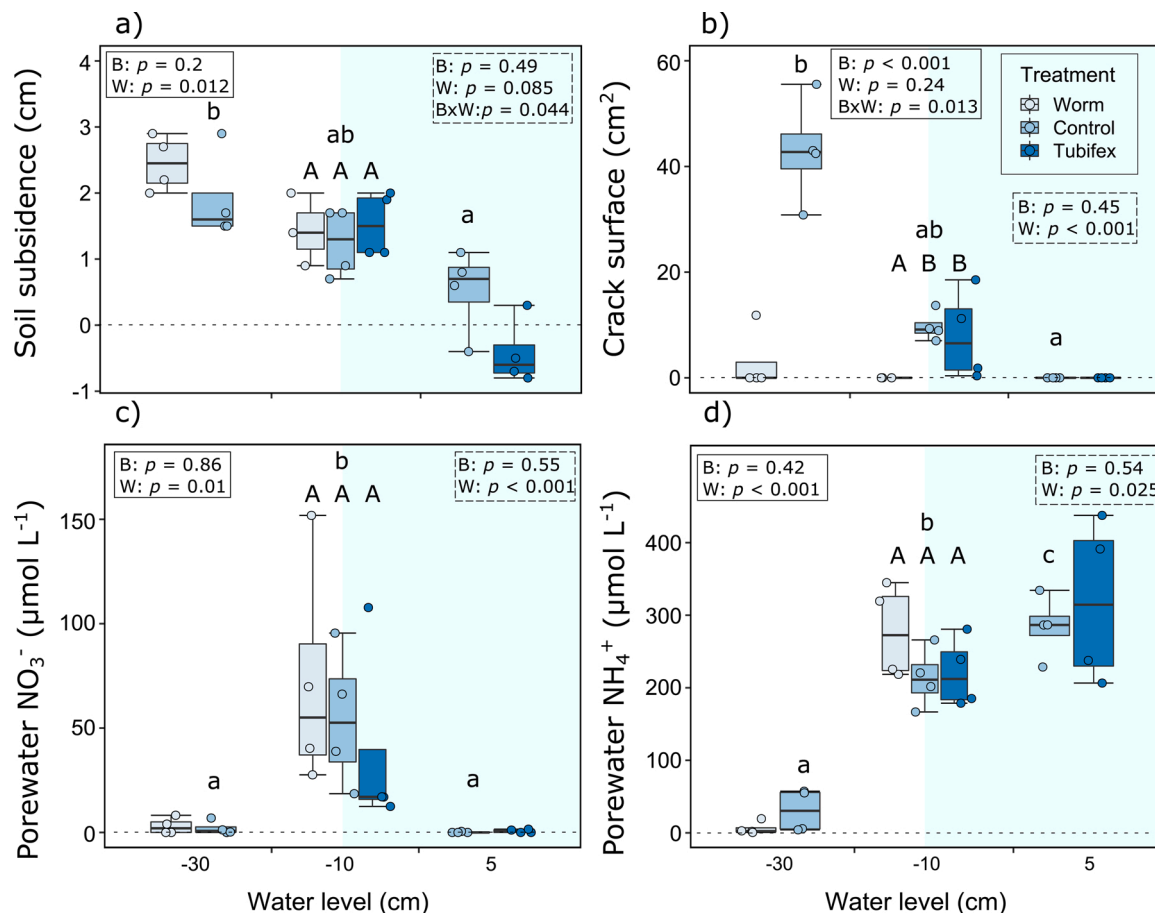 a)
Soil subsidence (cm)
4
3
2
1
0
-1
B: p = 0.2
W: p = 0.012
B: p = 0.49
W: p = 0.085
BxW:p = 0.044
b
ab
A A A
a
b)
Crack surface (cm²)
60
40
20
0
B: p < 0.001
W: p = 0.24
BxW: p = 0.013
Treatment
Worm
Control
Tubifex
B: p = 0.45
W: p < 0.001
b
ab
A B B
a
c)
Porewater NO₃⁻ (µmol L⁻¹)
150
100
50
0
B: p = 0.86
W: p = 0.01
B: p = 0.55
W: p < 0.001
b
A A A
a
a
-30
-10
5
Water level (cm)
d)
Porewater NH₄⁺ (µmol L⁻¹)
400
300
200
100
0
B: p = 0.42
W: p < 0.001
B: p = 0.54
W: p = 0.025
b
A A A
c
a
-30
-10
5
Water level (cm)